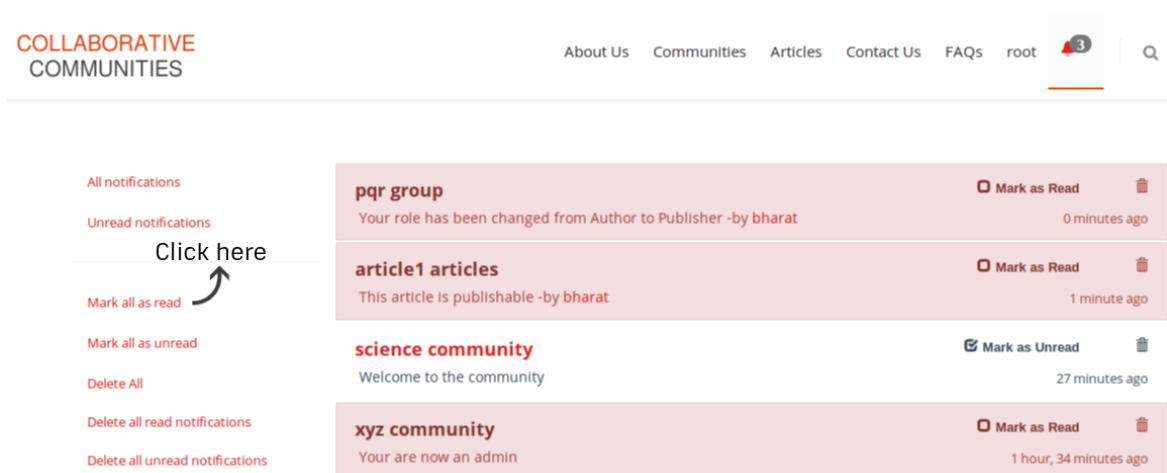 COLLABORATIVE
COMMUNITIES
About Us Communities Articles Contact Us FAQs root 3
All notifications
Unread notifications
Click here
Mark all as read
Mark all as unread
Delete All
Delete all read notifications
Delete all unread notifications
pqr group Mark as Read
Your role has been changed from Author to Publisher -by bharat 0 minutes ago
article1 articles Mark as Read
This article is publishable -by bharat 1 minute ago
science community Mark as Unread
Welcome to the community 27 minutes ago
xyz community Mark as Read
Your are now an admin 1 hour, 34 minutes ago